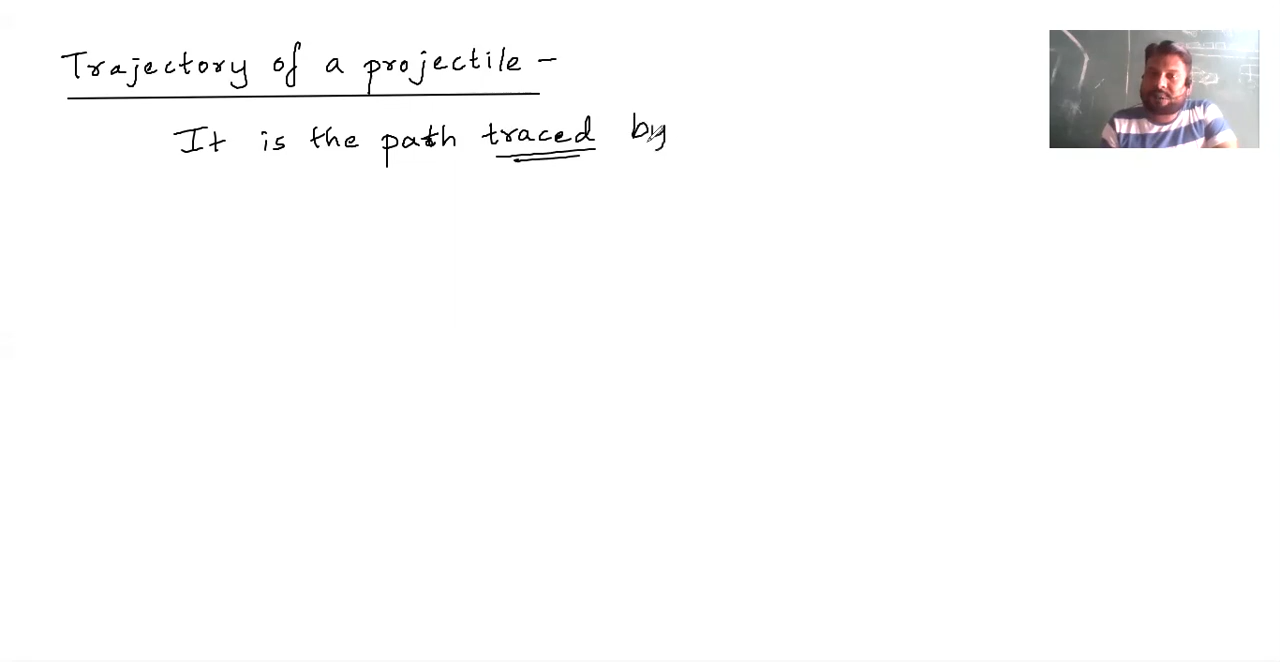 Trajectory of a projectile -
It is the path traced by